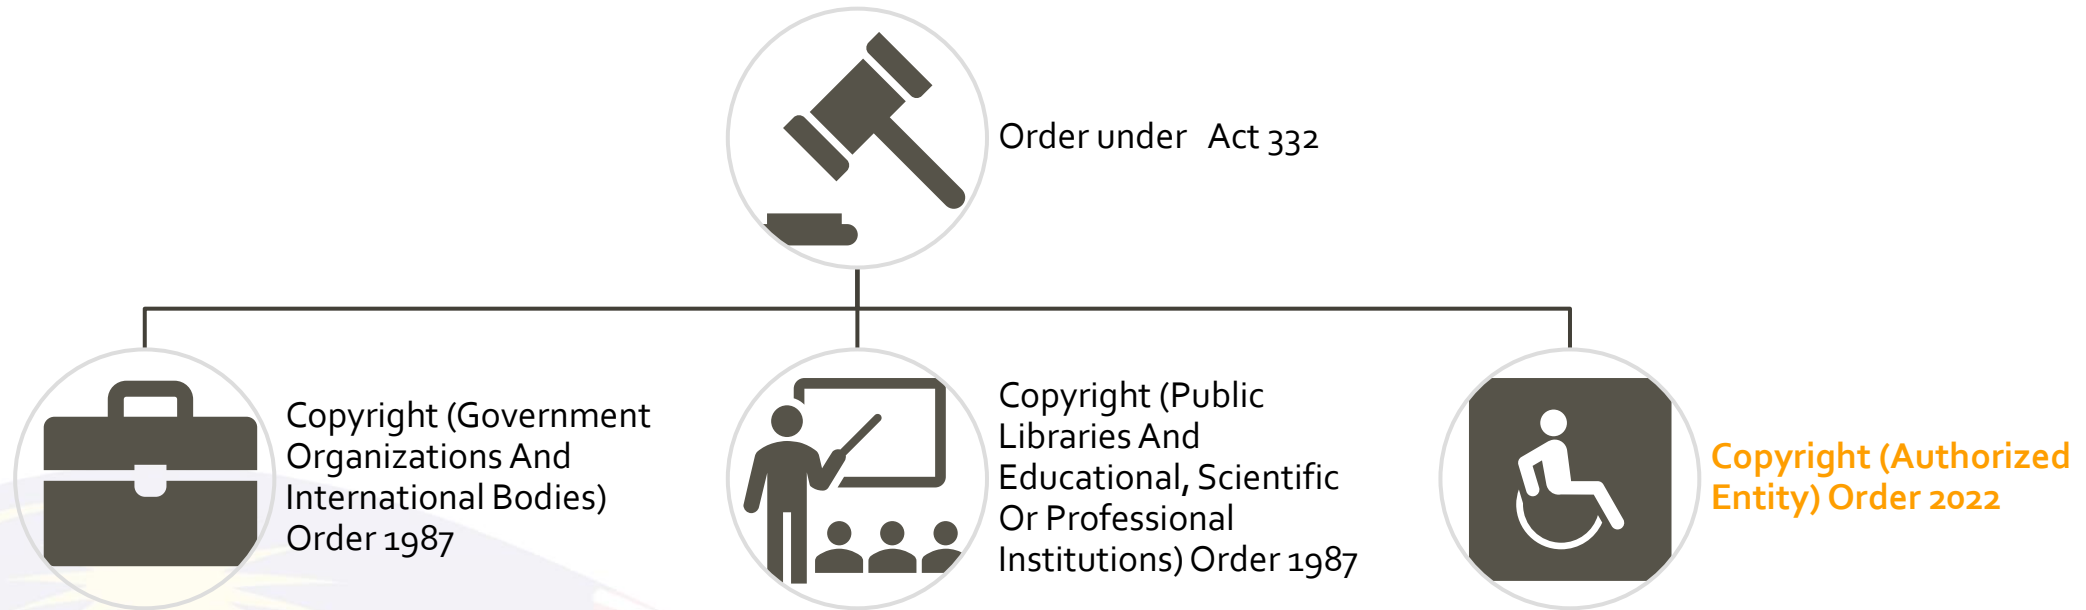 Order under Act 332
Copyright (Government
Organizations And
International Bodies)
Order 1987
Copyright (Public
Libraries And
Educational, Scientific
Or Professional
Institutions) Order 1987
Copyright (Authorized
Entity) Order 2022